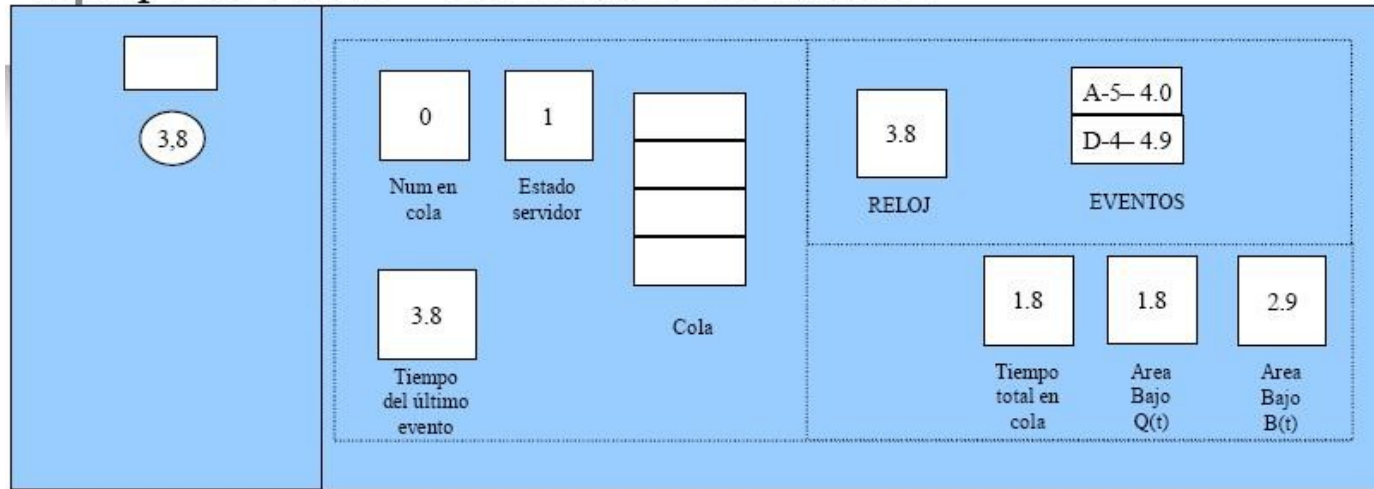 3,8
0
1
Num en
cola
Estado
servidor
3.8
Tiempo
del último
evento
Cola
3.8
RELOJ
A-5– 4.0
D-4– 4.9
EVENTOS
1.8
1.8
2.9
Tiempo
total en
cola
Area
Bajo
Q(t)
Area
Bajo
B(t)